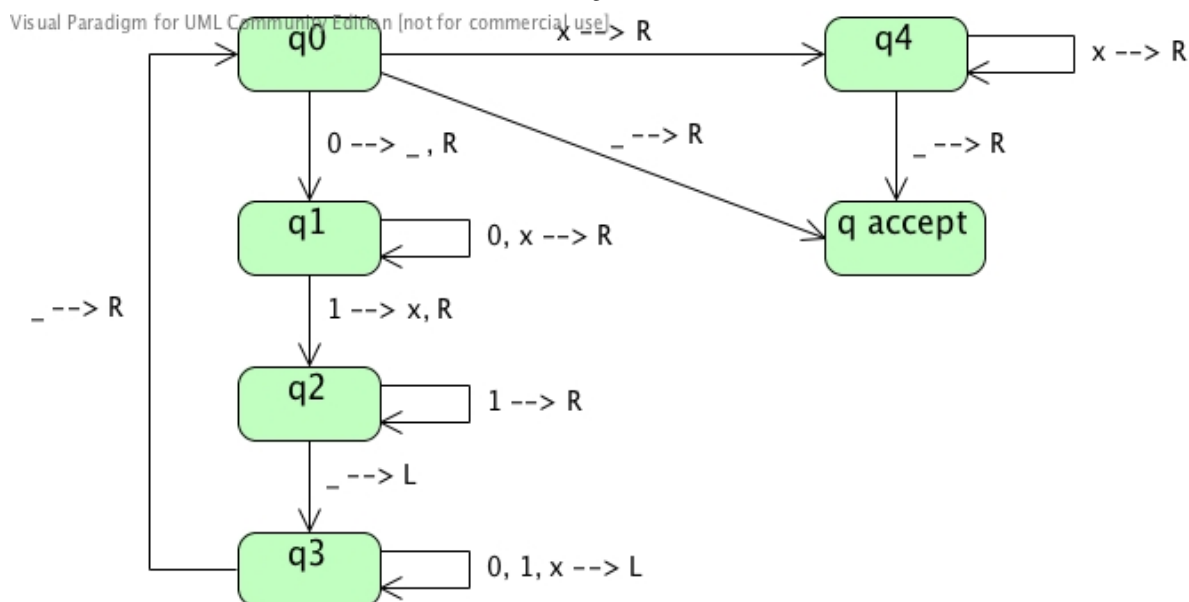 Visual Paradigm for UML Community Edition [not for commercial use]
q0
x --> R
q4
x --> R
0 --> _ , R
_ --> R
_ --> R
q1
0, x --> R
q accept
_ --> R
1 --> x, R
q2
1 --> R
_ --> L
q3
0, 1, x --> L